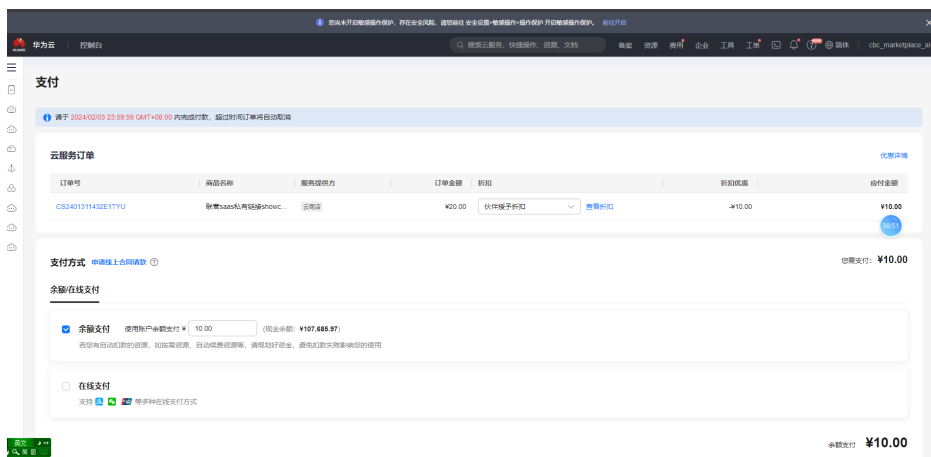 您尚未开启敏感操作保护，存在安全风险，请您前往 安全设置>敏感操作>操作保护 开启敏感操作保护。 前往开启
HUAWEI 华为云 控制台 搜索云服务、快捷操作、资源、文档 备案 资源 费用 企业 工具 工单 简体 cbc_marketplace_ai
支付
请于 2024/02/03 23:59:59 GMT+08:00 内完成付款，超过时间订单将自动取消
云服务订单 优惠详情
订单号 商品名称 服务提供方 订单金额 折扣 折扣优惠 应付金额
CS2401311432E1TYU 联营saas私有链接showc... 云商店 ¥20.00 伙伴授予折扣 查看折扣 -¥10.00 ¥10.00
38:51
支付方式 申请线上合同请款 您需支付：¥10.00
余额/在线支付
余额支付 使用账户余额支付 ¥ 10.00 (现金余额：¥107,685.97)
若您有自动扣款的资源，如按需资源、自动续费资源等，请规划好资金，避免扣款失败影响您的使用
在线支付
支持 等多种在线支付方式
英文
简
余额支付 ¥10.00